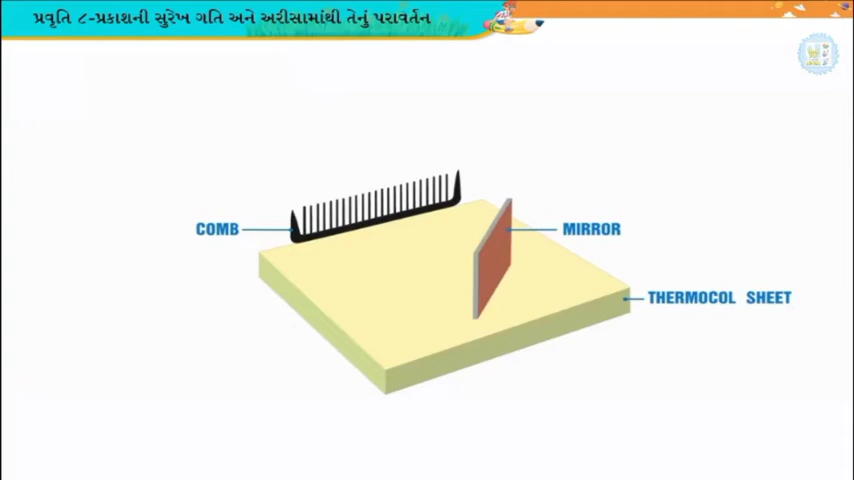 પ્રવૃતિ ૮-પ્રકાશની સુરેખ ગતિ અને અરીસામાંથી તેનું પરાવર્તન
COMB
MIRROR
THERMOCOL SHEET